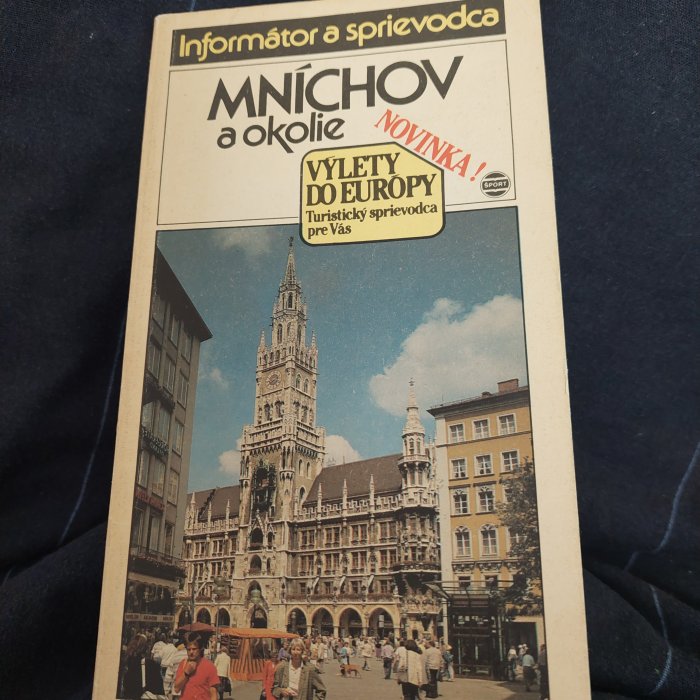 Informátor a sprievodca
MNÍCHOV
a okolie
NOVINKA!
ŠPORT
VÝLETY
DO EURÓPY
Turistický sprievodca
pre Vás